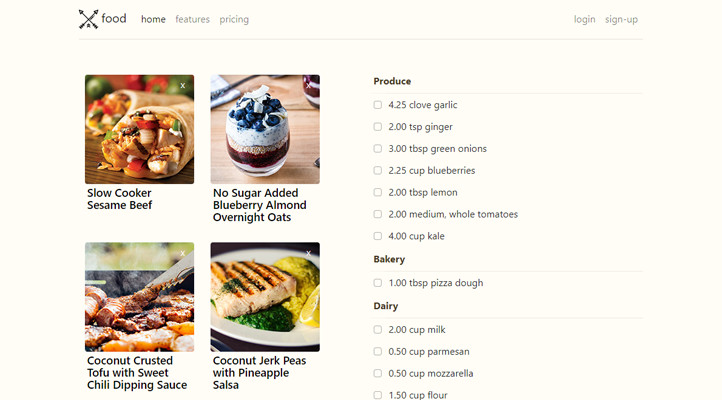 food
home
features
pricing
login
sign-up
x
Slow Cooker
Sesame Beef
x
No Sugar Added
Blueberry Almond
Overnight Oats
x
Coconut Crusted
Tofu with Sweet
Chili Dipping Sauce
x
Coconut Jerk Peas
with Pineapple
Salsa
Produce
4.25 clove garlic
2.00 tsp ginger
3.00 tbsp green onions
2.25 cup blueberries
2.00 tbsp lemon
2.00 medium, whole tomatoes
4.00 cup kale
Bakery
1.00 tbsp pizza dough
Dairy
2.00 cup milk
0.50 cup parmesan
0.50 cup mozzarella
1.50 cup flour